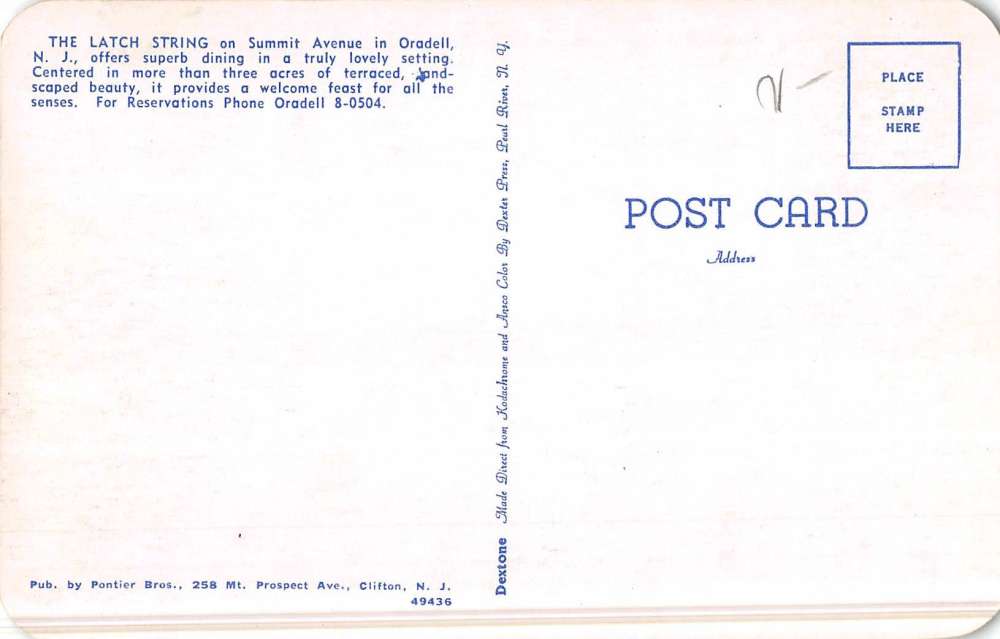 THE LATCH STRING on Summit Avenue in Oradell,
N. J., offers superb dining in a truly lovely setting.
Centered in more than three acres of terraced, land-
scaped beauty, it provides a welcome feast for all the
senses. For Reservations Phone Oradell 8-0504.
Pub. by Pontier Bros., 258 Mt. Prospect Ave., Clifton, N. J.
49436
Dextone Made Direct from Kodachrome and Ansco Color By Dexter Press, Pearl River, N. Y.
2-
PLACE
STAMP
HERE
POST CARD
Address